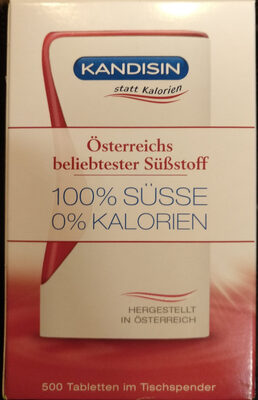 KANDISIN
statt Kalorien
Österreichs
beliebtester Süßstoff
100% SÜSSE
0% KALORIEN
HERGESTELLT
IN ÖSTERREICH
500 Tabletten im Tischspender